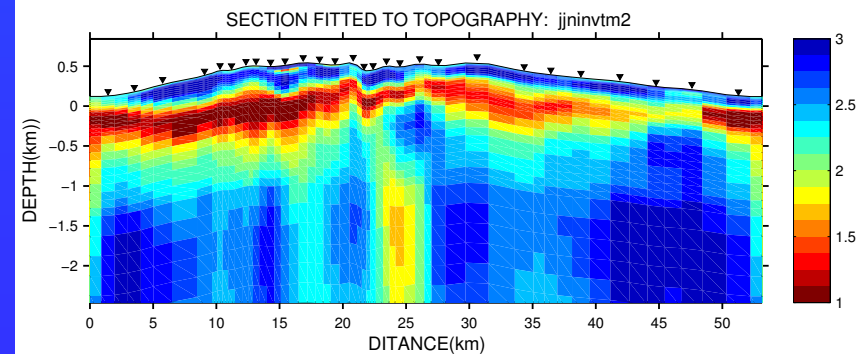 SECTION FITTED TO TOPOGRAPHY: jjninvtm2
DEPTH(km))
0.5
0
−0.5
−1
−1.5
−2
0 5 10 15 20 25 30 35 40 45 50
DITANCE(km)
3
2.5
2
1.5
1